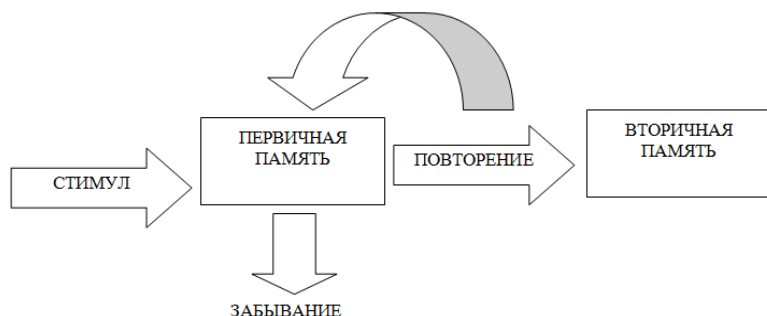 ПЕРВИЧНАЯ
ПАМЯТЬ
ВТОРИЧНАЯ
ПАМЯТЬ
СТИМУЛ
ПОВТОРЕНИЕ
ЗАБЫВАНИЕ